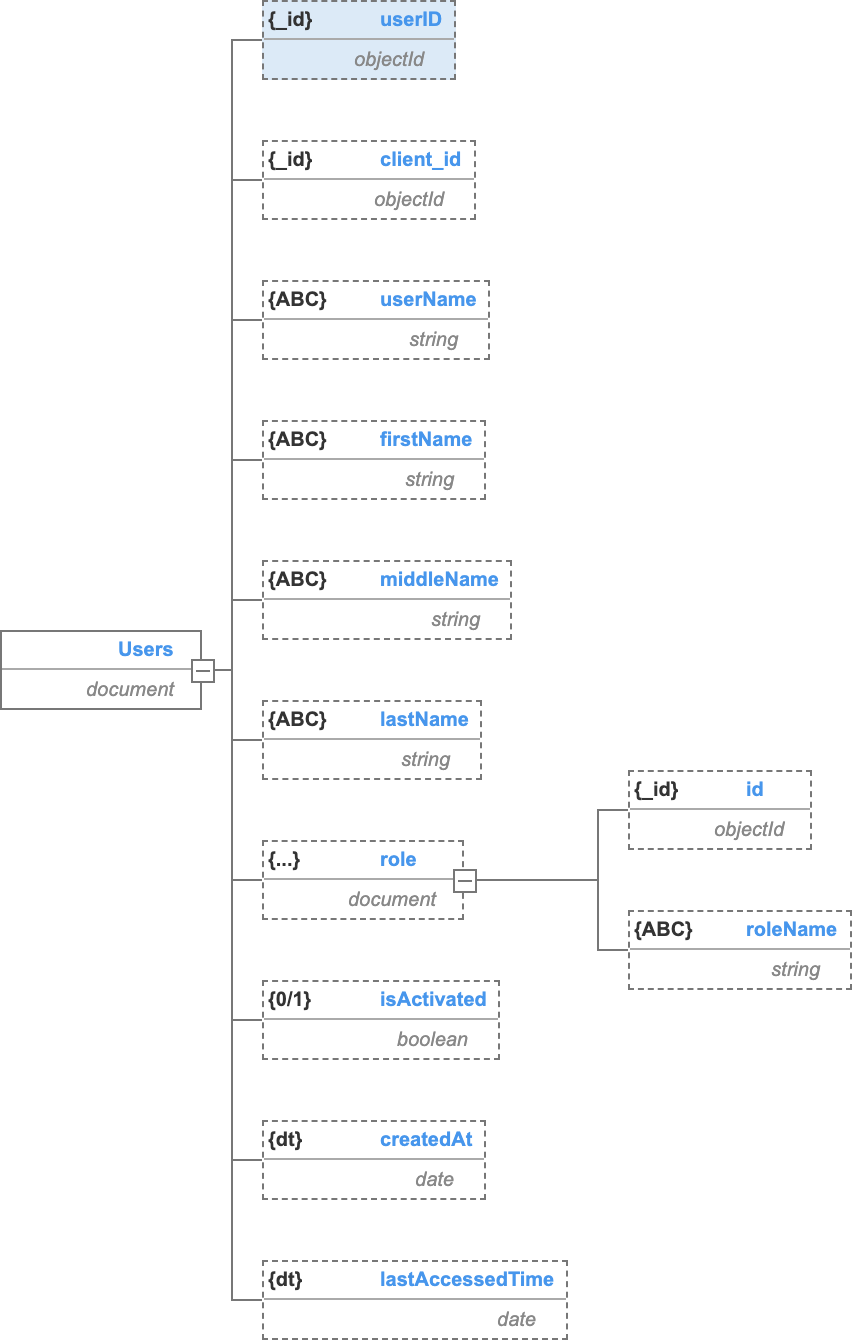 {_id} userID
objectId
{_id} client_id
objectId
{ABC} userName
string
{ABC} firstName
string
{ABC} middleName
string
Users
document
{ABC} lastName
string
{...} role
document
{_id} id
objectId
{ABC} roleName
string
{0/1} isActivated
boolean
{dt} createdAt
date
{dt} lastAccessedTime
date